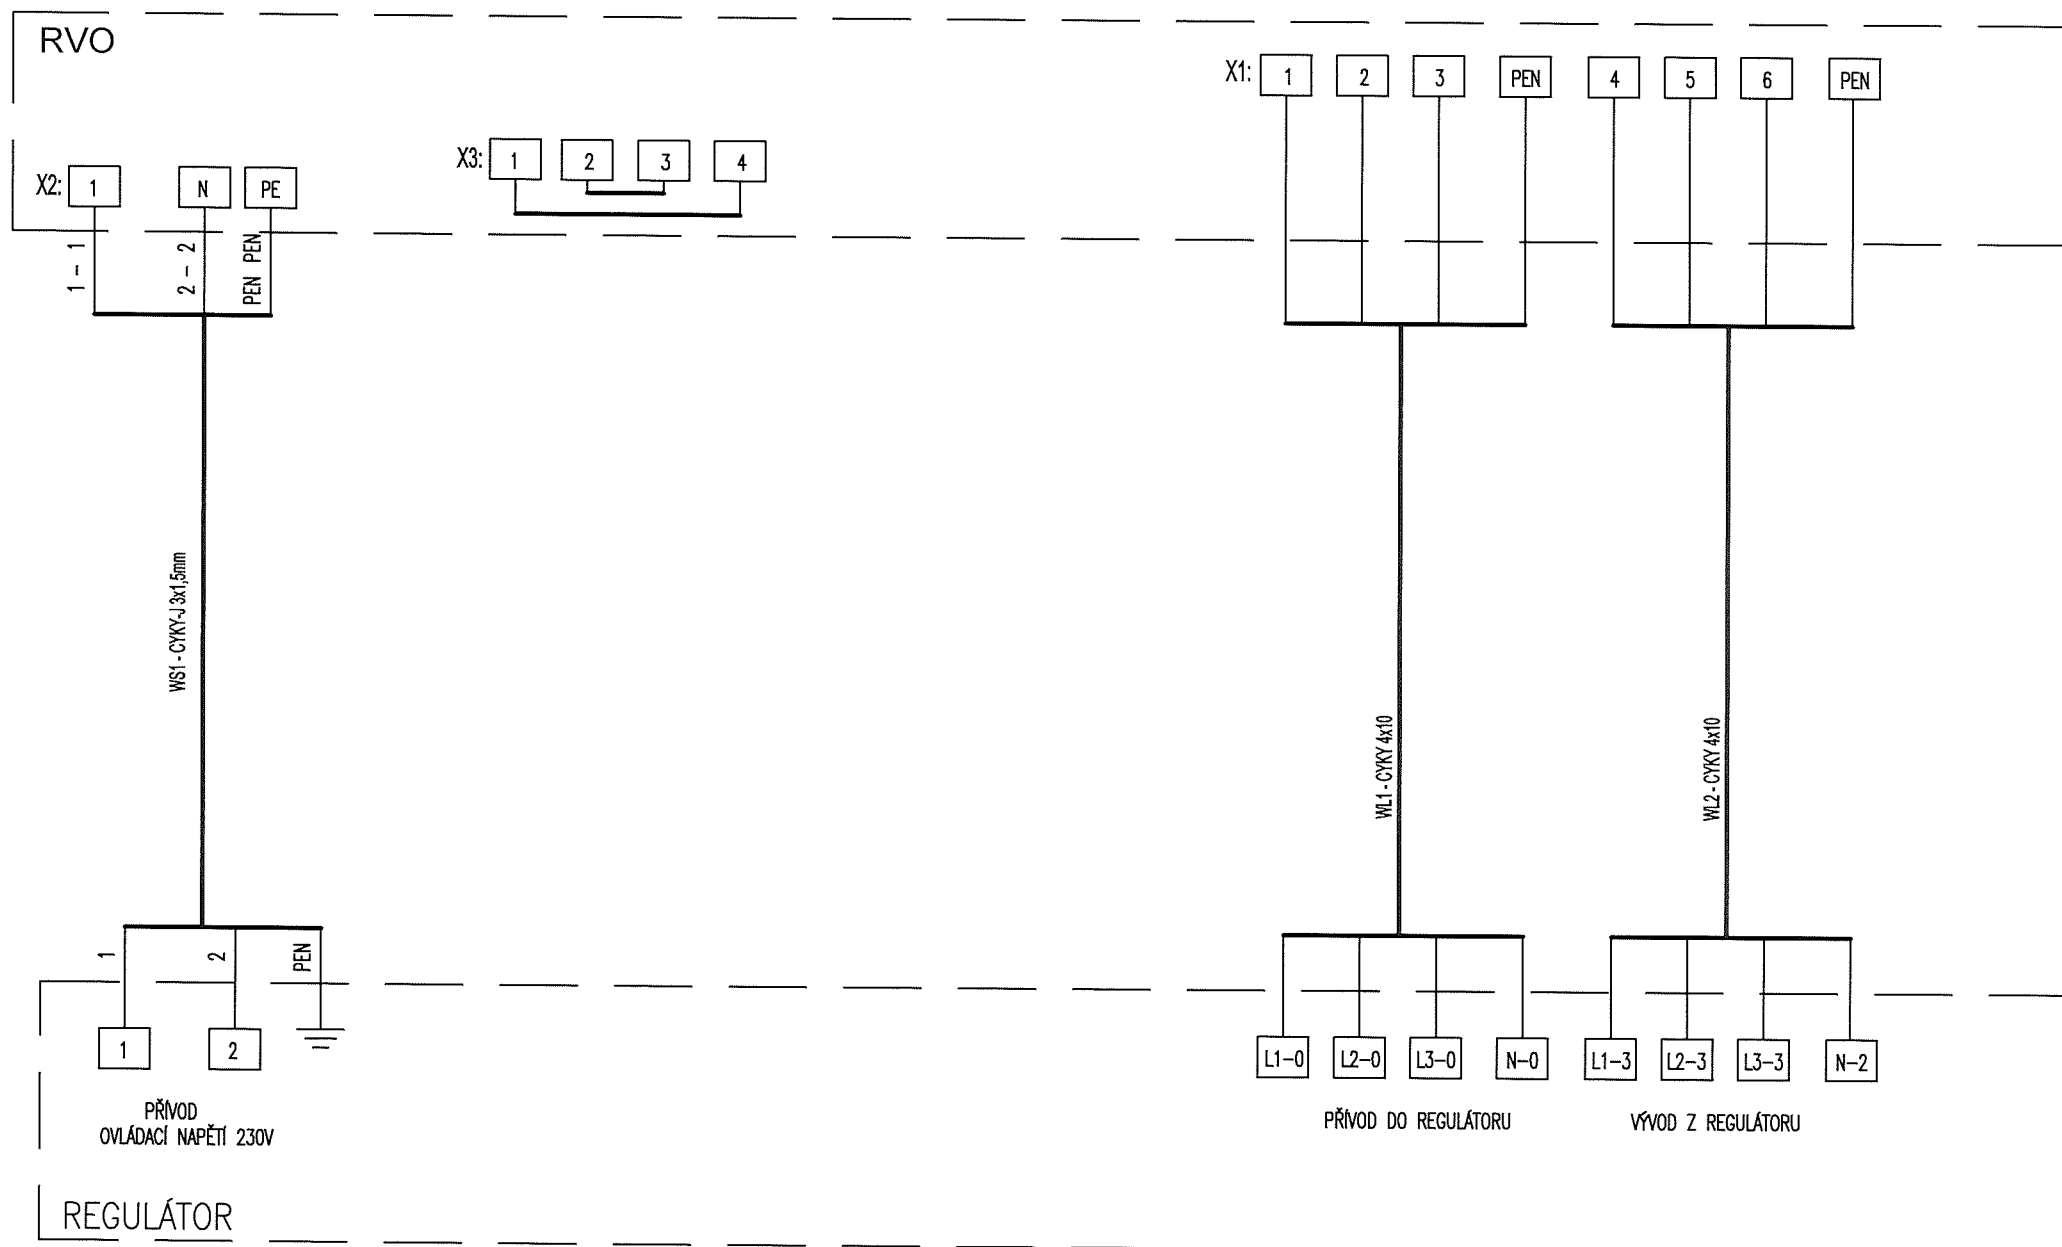 RVO
X1: 1 2 3 PEN 4 5 6 PEN
X3: 1 2 3 4
X2: 1 N PE
1 - 1
2 - 2
PEN PEN
WS1 - CYKY-J 3x1,5mm
WL1 - CYKY 4x10
WL2 - CYKY 4x10
1
2
PEN
1 2
L1-0 L2-0 L3-0 N-0 L1-3 L2-3 L3-3 N-2
PŘÍVOD
OVLÁDACÍ NAPĚTÍ 230V
PŘÍVOD DO REGULÁTORU
VÝVOD Z REGULÁTORU
REGULÁTOR